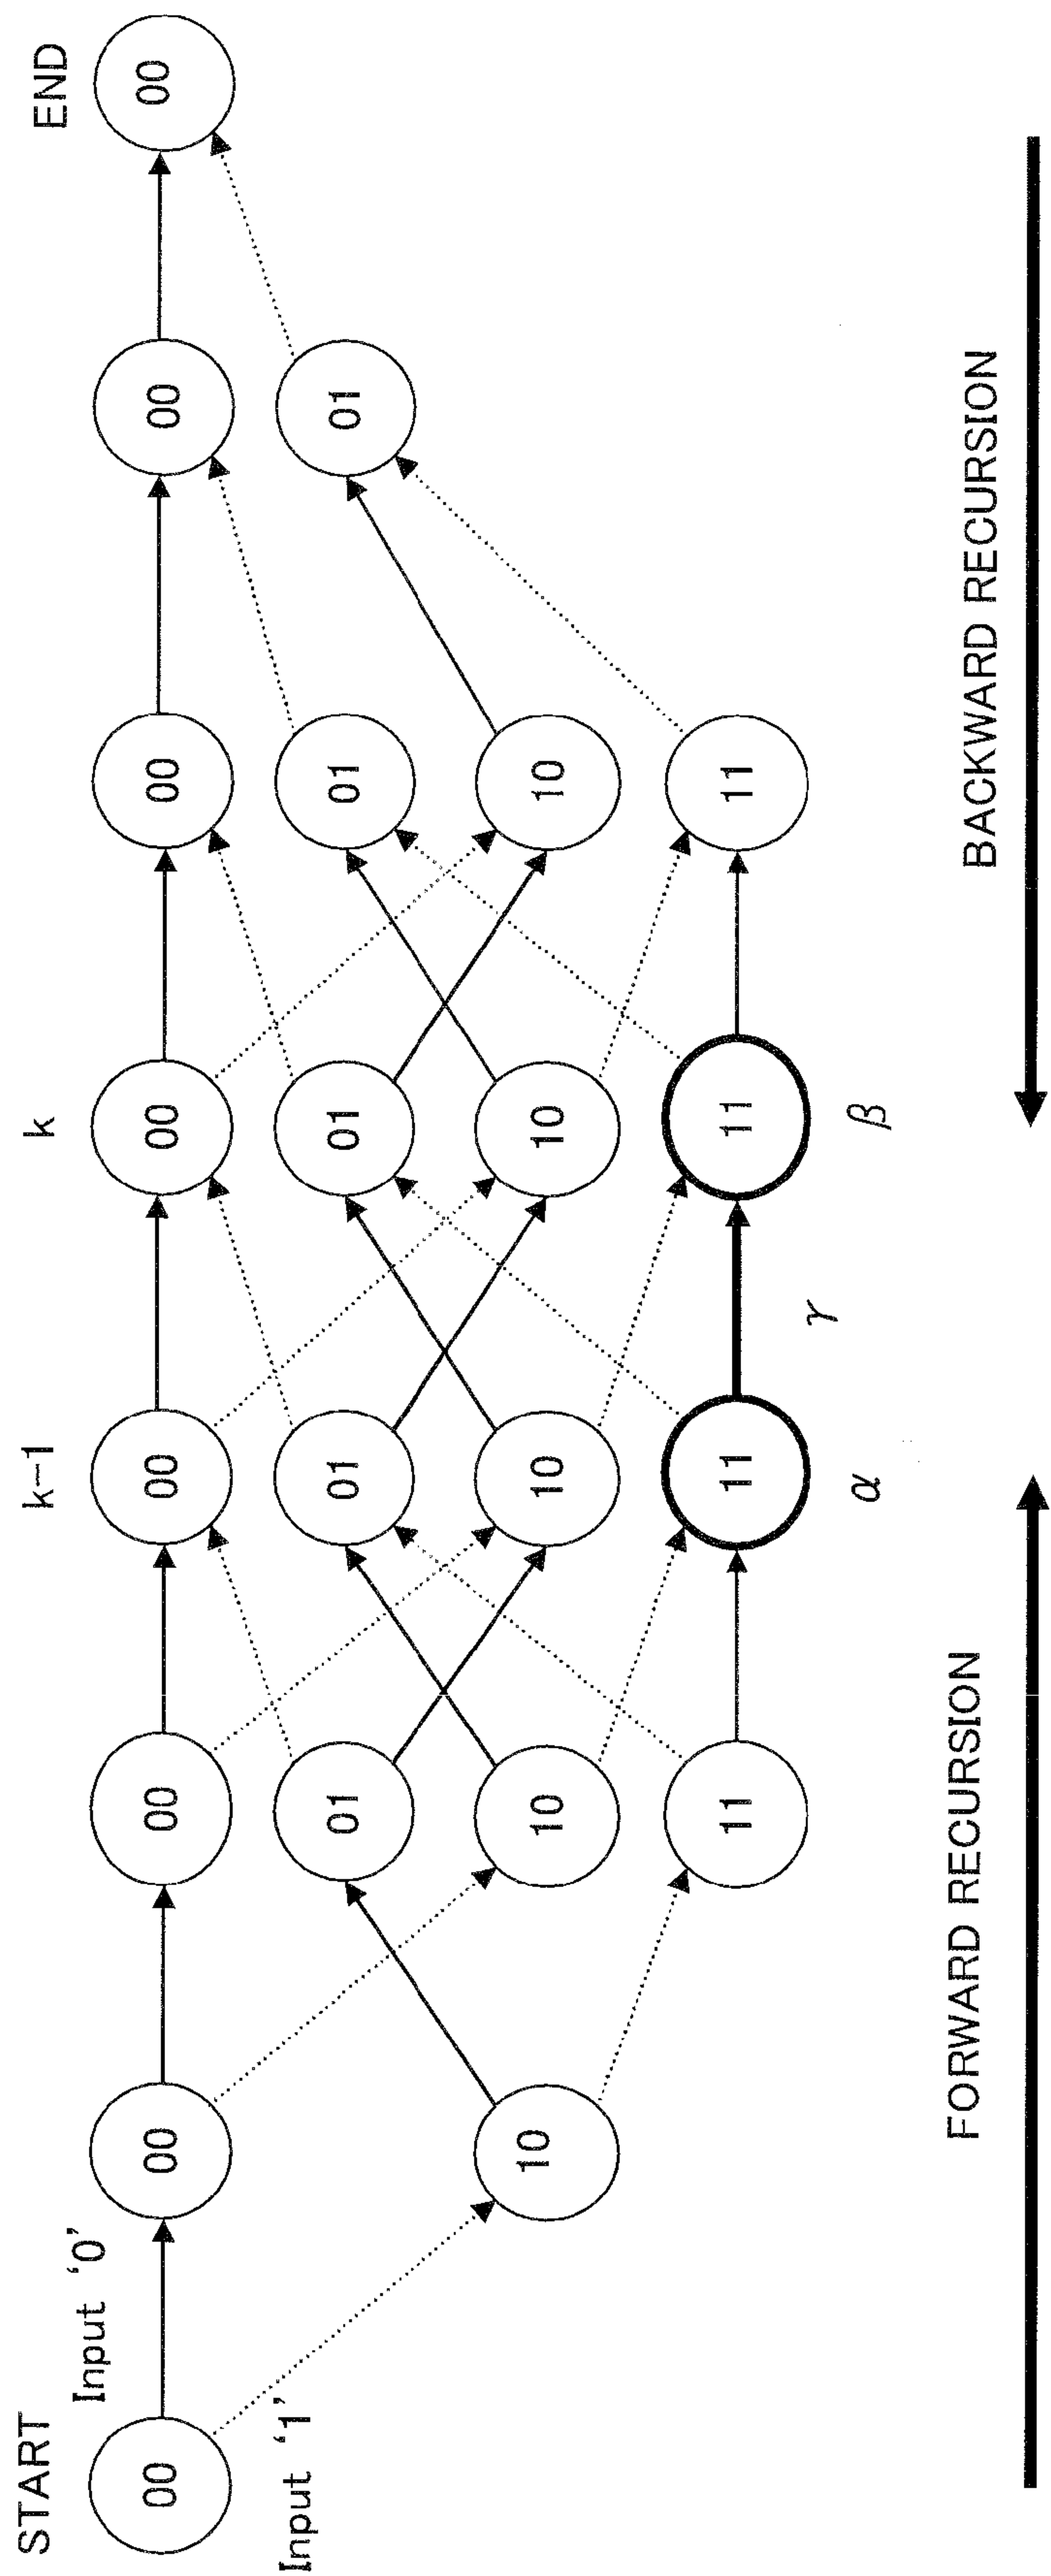 START
k-1
k
END
Input '0'
00 00 00 00 00 00 00 00
Input '1'
01 01 01 01 01
10 10 10 10 10
11 11 11 11
α γ β
FORWARD RECURSION
BACKWARD RECURSION